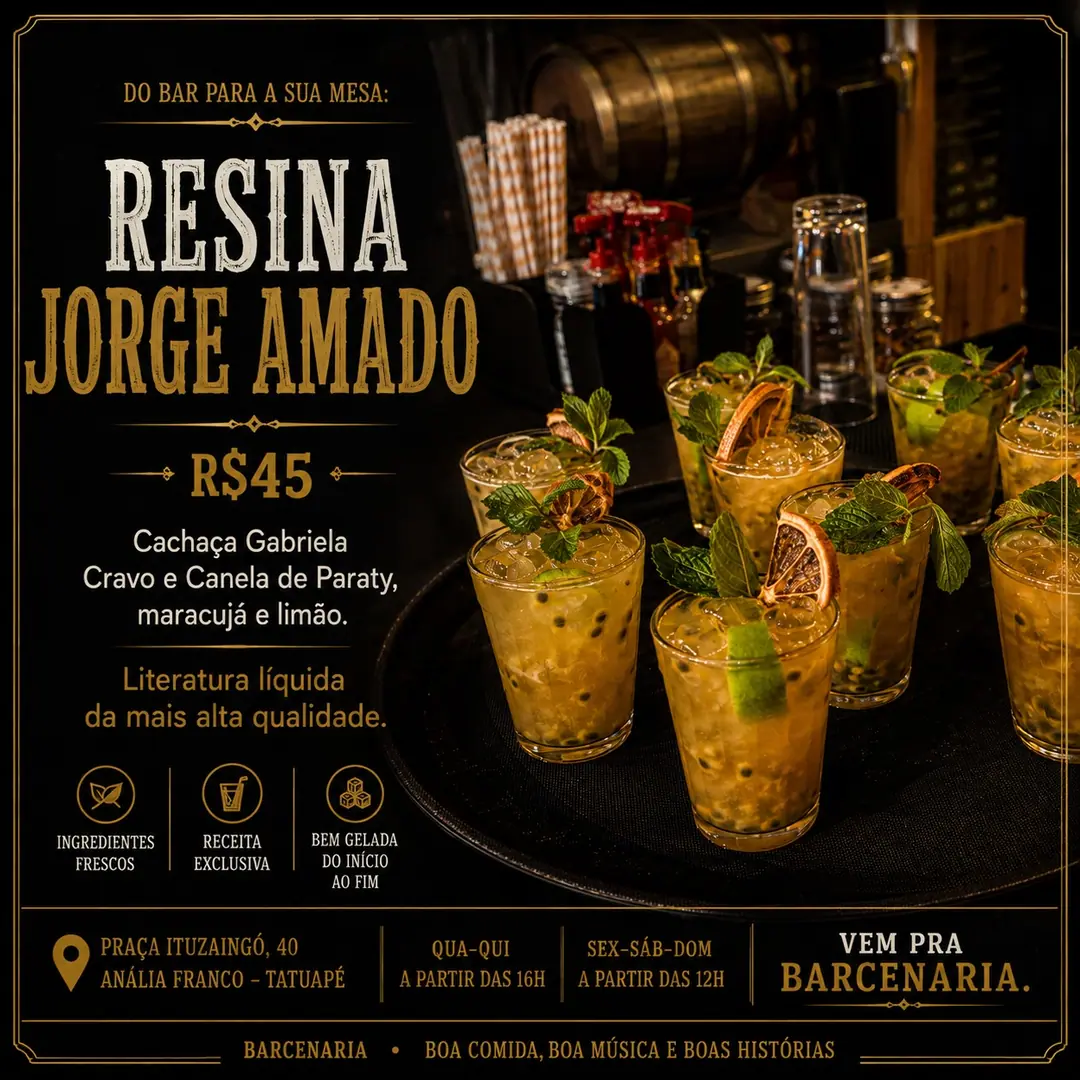 DO BAR PARA A SUA MESA:
RESINA
JORGE AMADO
R$45
Cachaça Gabriela
Cravo e Canela de Paraty,
maracujá e limão.
Literatura líquida
da mais alta qualidade.
INGREDIENTES
FRESCOS
RECEITA
EXCLUSIVA
BEM GELADA
DO INÍCIO
AO FIM
PRAÇA ITUZAINGÓ, 40
ANÁLIA FRANCO - TATUAPÉ
QUA-QUI
A PARTIR DAS 16H
SEX-SÁB-DOM
A PARTIR DAS 12H
VEM PRA
BARCENARIA.
BARCENARIA • BOA COMIDA, BOA MÚSICA E BOAS HISTÓRIAS